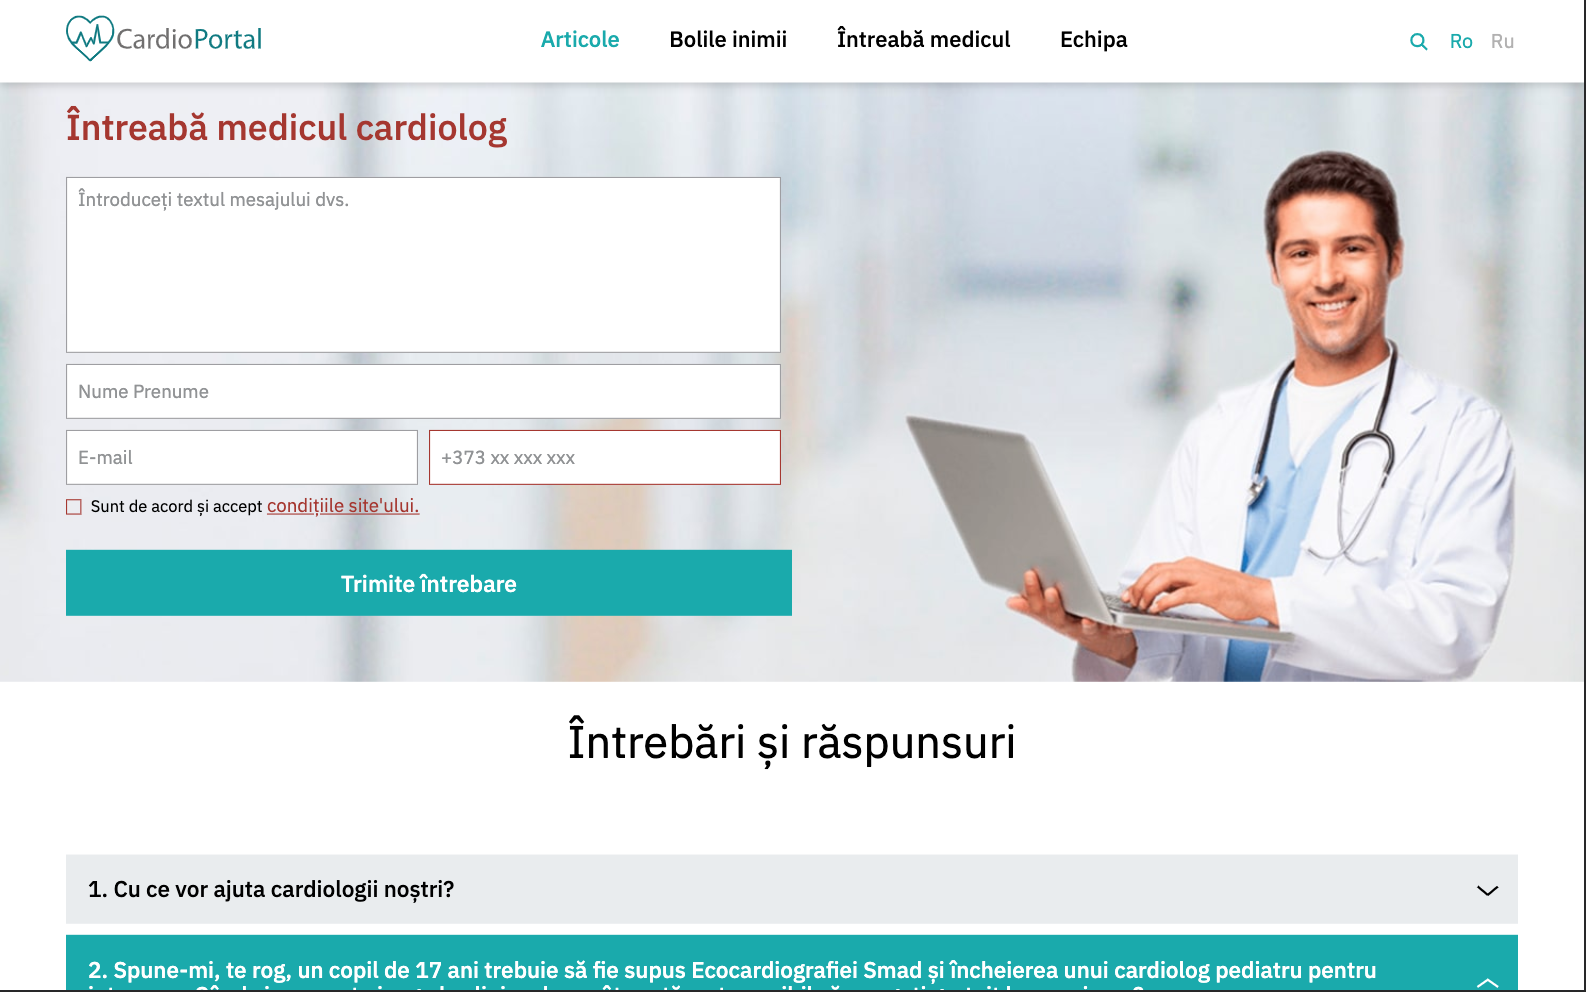 CardioPortal
Articole
Bolile inimii
Întreabă medicul
Echipa
Ro
Ru
Întreabă medicul cardiolog
Întroduceți textul mesajului dvs.
Nume Prenume
E-mail
+373 xx xxx xxx
Sunt de acord și accept condițiile site'ului.
Trimite întrebare
Întrebări și răspunsuri
1. Cu ce vor ajuta cardiologii noștri?
2. Spune-mi, te rog, un copil de 17 ani trebuie să fie supus Ecocardiografiei Smad și încheierea unui cardiolog pediatru pentru